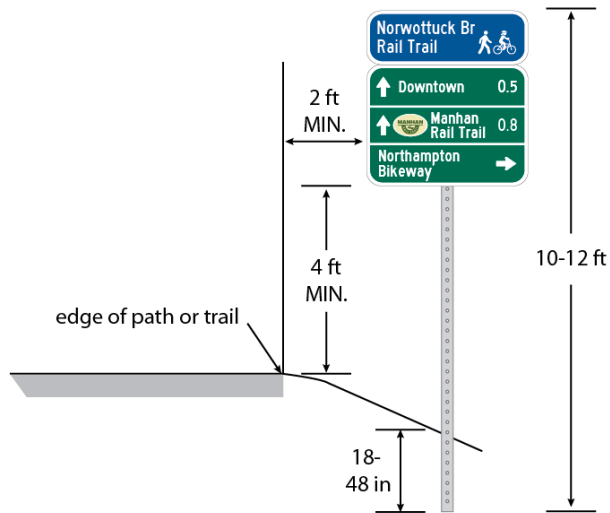 Norwottuck Br
Rail Trail
Downtown 0.5
MANHAN
Manhan
Rail Trail 0.8
Northampton
Bikeway
2 ft
MIN.
4 ft
MIN.
10-12 ft
edge of path or trail
18-
48 in